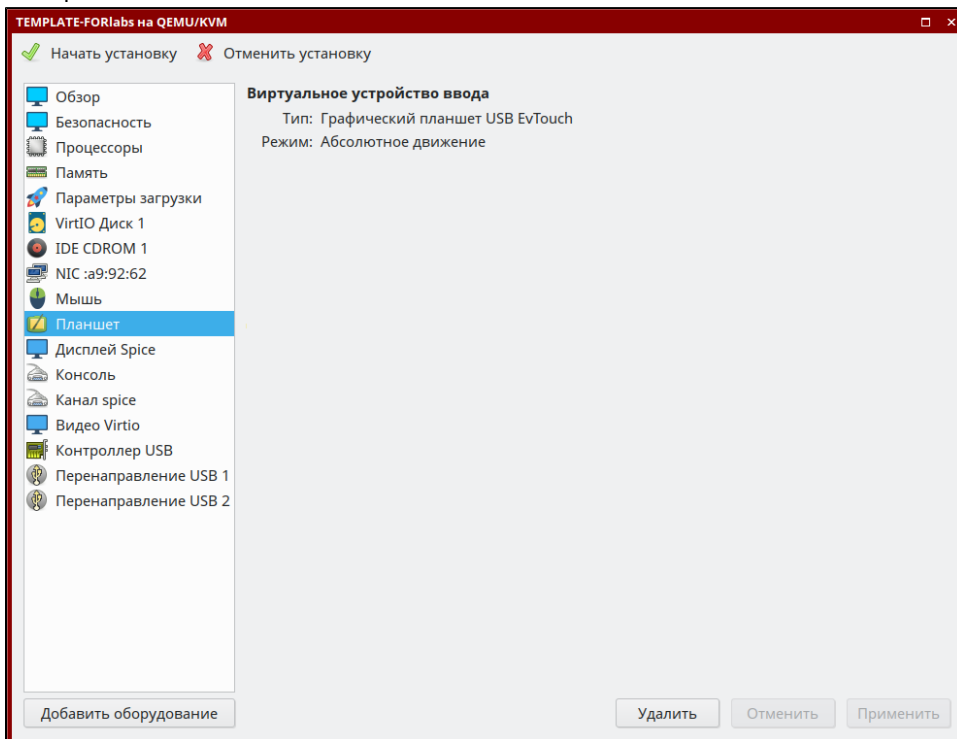 TEMPLATE-FORlabs на QEMU/KVM
Начать установку Отменить установку
Обзор
Безопасность
Процессоры
Память
Параметры загрузки
VirtIO Диск 1
IDE CDROM 1
NIC :a9:92:62
Мышь
Планшет
Дисплей Spice
Консоль
Канал spice
Видео Virtio
Контроллер USB
Перенаправление USB 1
Перенаправление USB 2
Виртуальное устройство ввода
Тип: Графический планшет USB EvTouch
Режим: Абсолютное движение
Добавить оборудование Удалить Отменить Применить